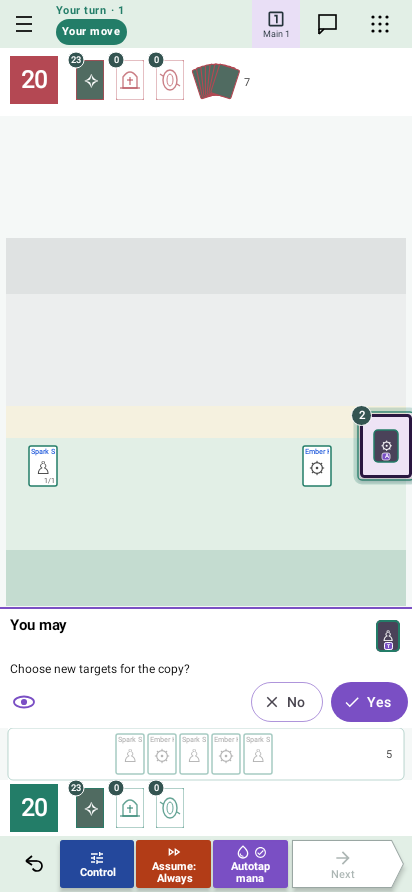 Your turn · 1
Your move
1
Main 1
20
23
0
0
7
2
Spark S
1/1
Ember
A
You may
T
Choose new targets for the copy?
No
Yes
Spark S
Ember
Spark S
Ember
Spark S
5
20
23
0
0
Control
Assume:
Always
Autotap
mana
Next